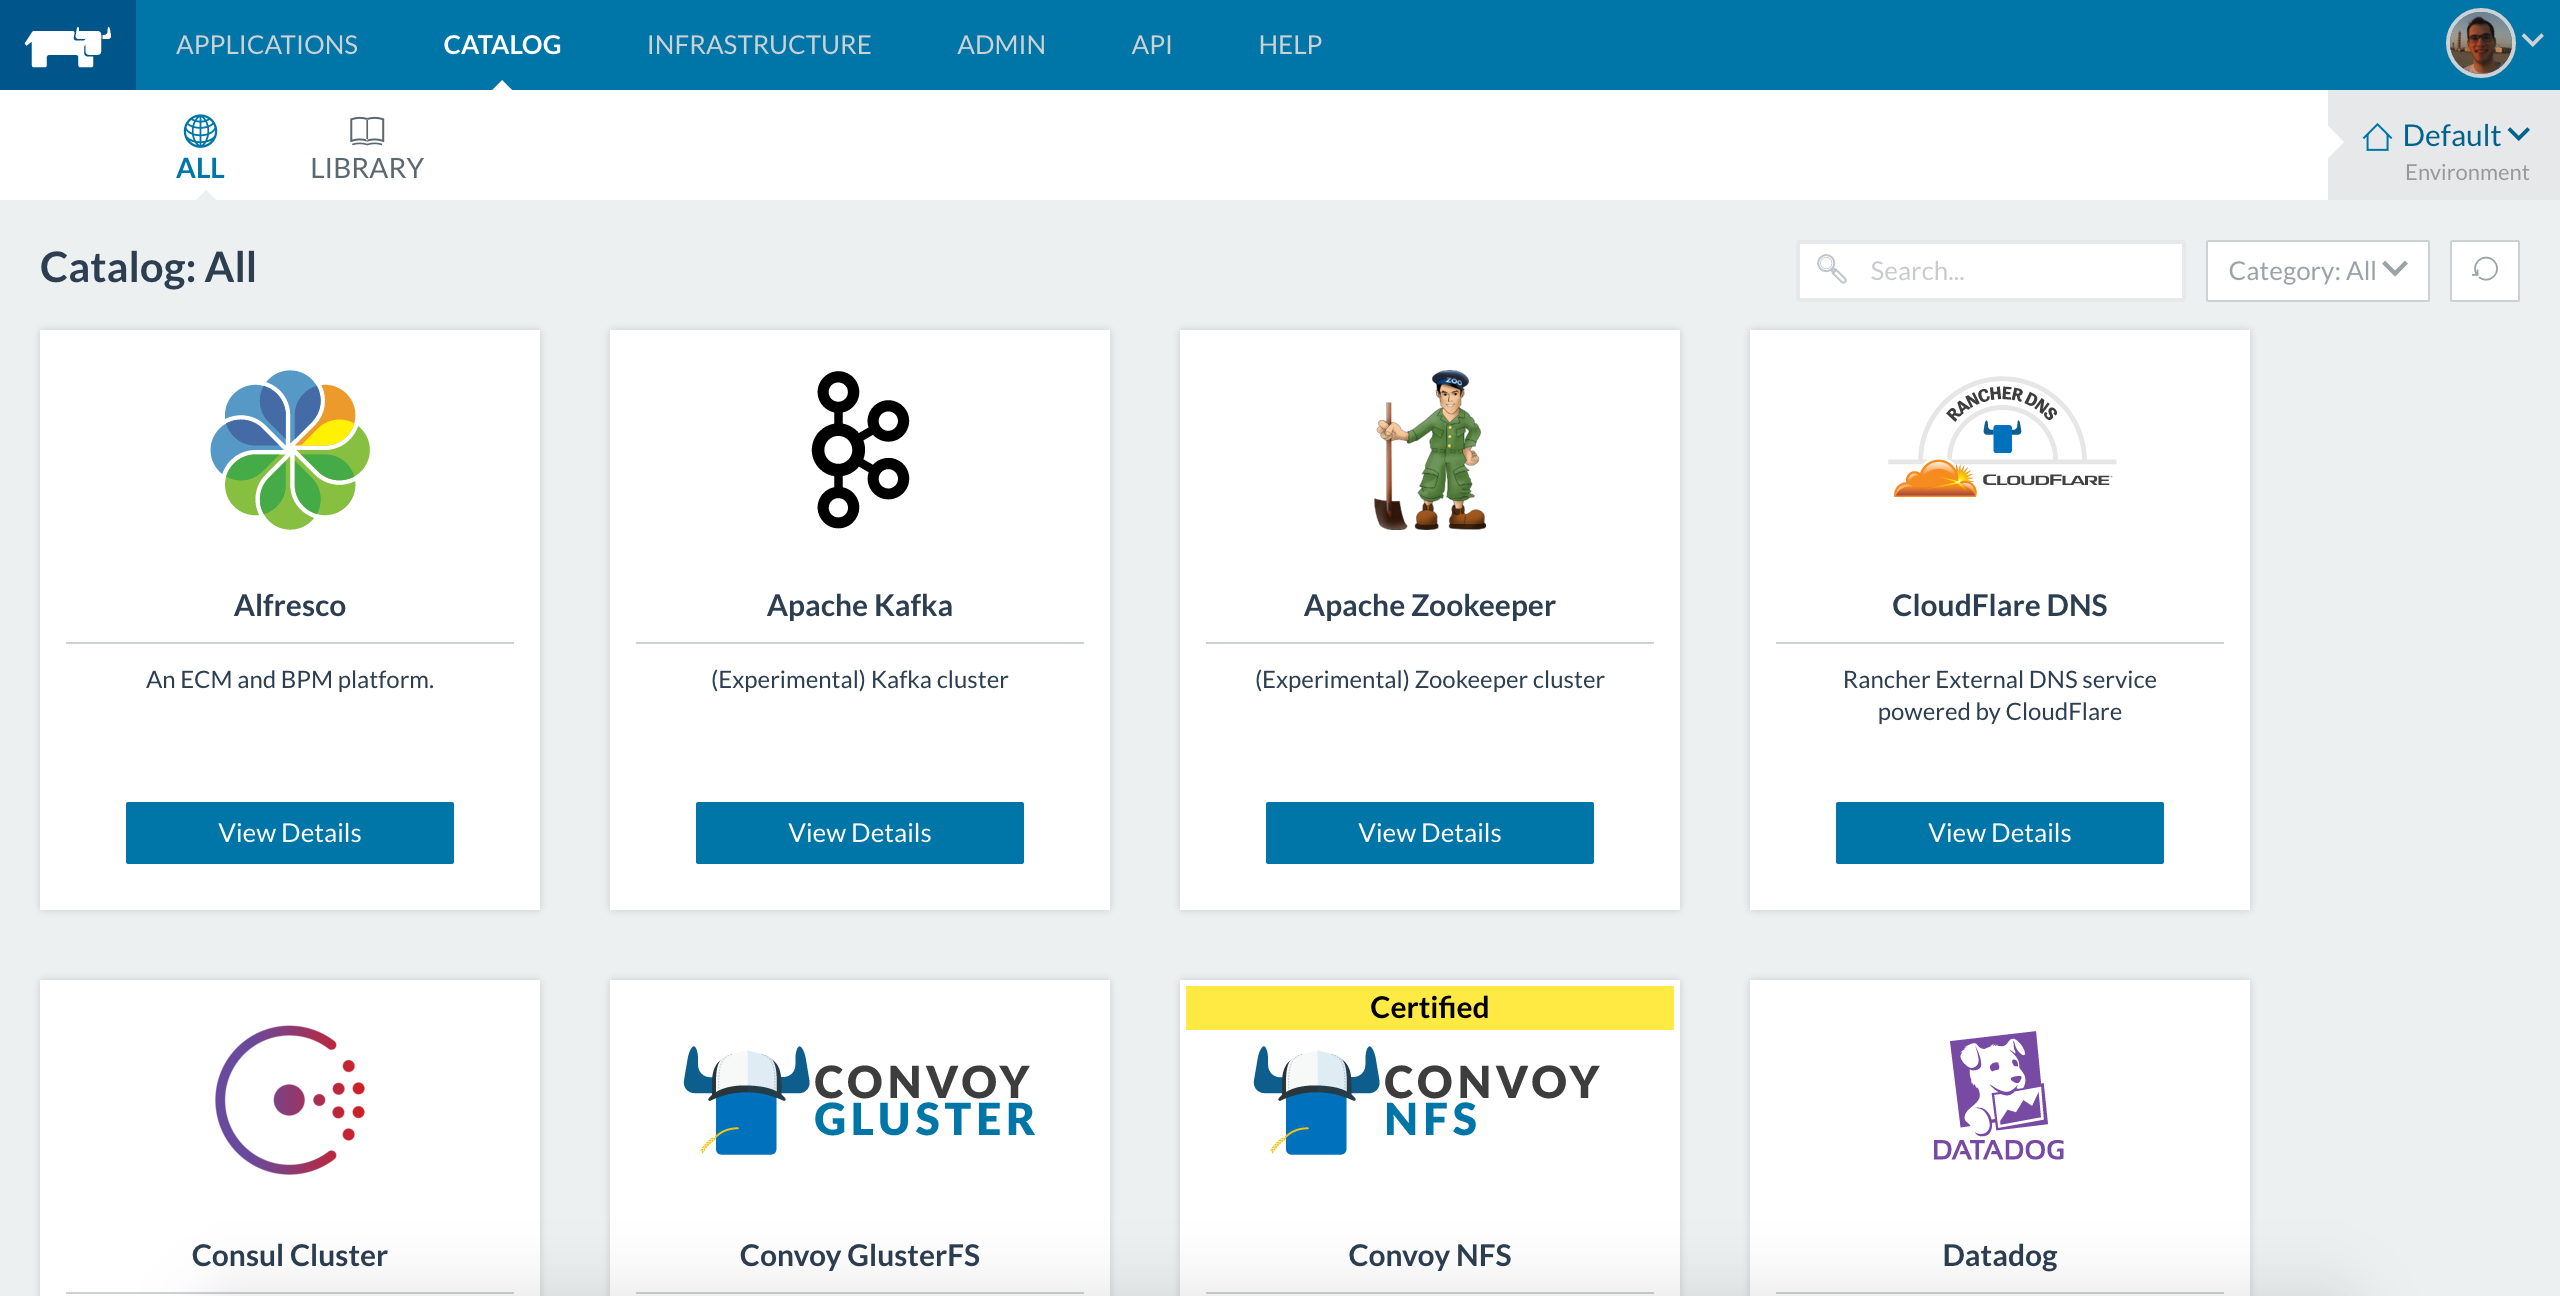 APPLICATIONS CATALOG INFRASTRUCTURE ADMIN API HELP
ALL LIBRARY
Default
Environment
Catalog: All
Search...
Category: All
ZOO
RANCHER DNS
CLOUDFLARE
Alfresco
An ECM and BPM platform.
View Details
Apache Kafka
(Experimental) Kafka cluster
View Details
Apache Zookeeper
(Experimental) Zookeeper cluster
View Details
CloudFlare DNS
Rancher External DNS service
powered by CloudFlare
View Details
Consul Cluster
CONVOY
GLUSTER
Convoy GlusterFS
Certified
CONVOY
NFS
Convoy NFS
DATADOG
Datadog